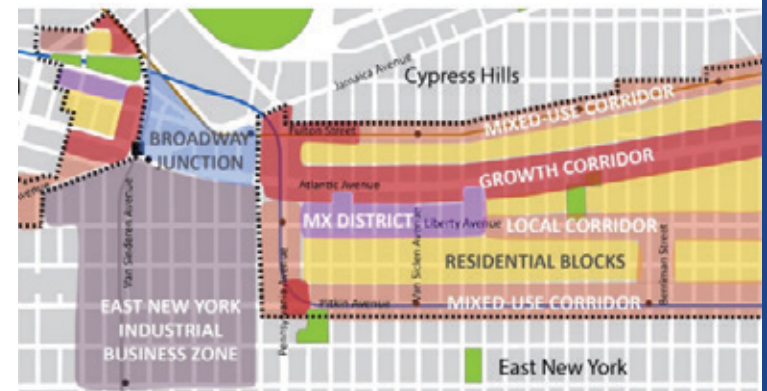 Jamaica Avenue
Cypress Hills
BROADWAY
JUNCTION
Fulton Street
MIXED-USE CORRIDOR
GROWTH CORRIDOR
Atlantic Avenue
MX DISTRICT
Liberty Avenue
LOCAL CORRIDOR
Van Sinderen Avenue
Van Siclen Avenue
Berriman Street
RESIDENTIAL BLOCKS
Pennsylvania Avenue
Pitkin Avenue
MIXED-USE CORRIDOR
EAST NEW YORK
INDUSTRIAL
BUSINESS ZONE
East New York